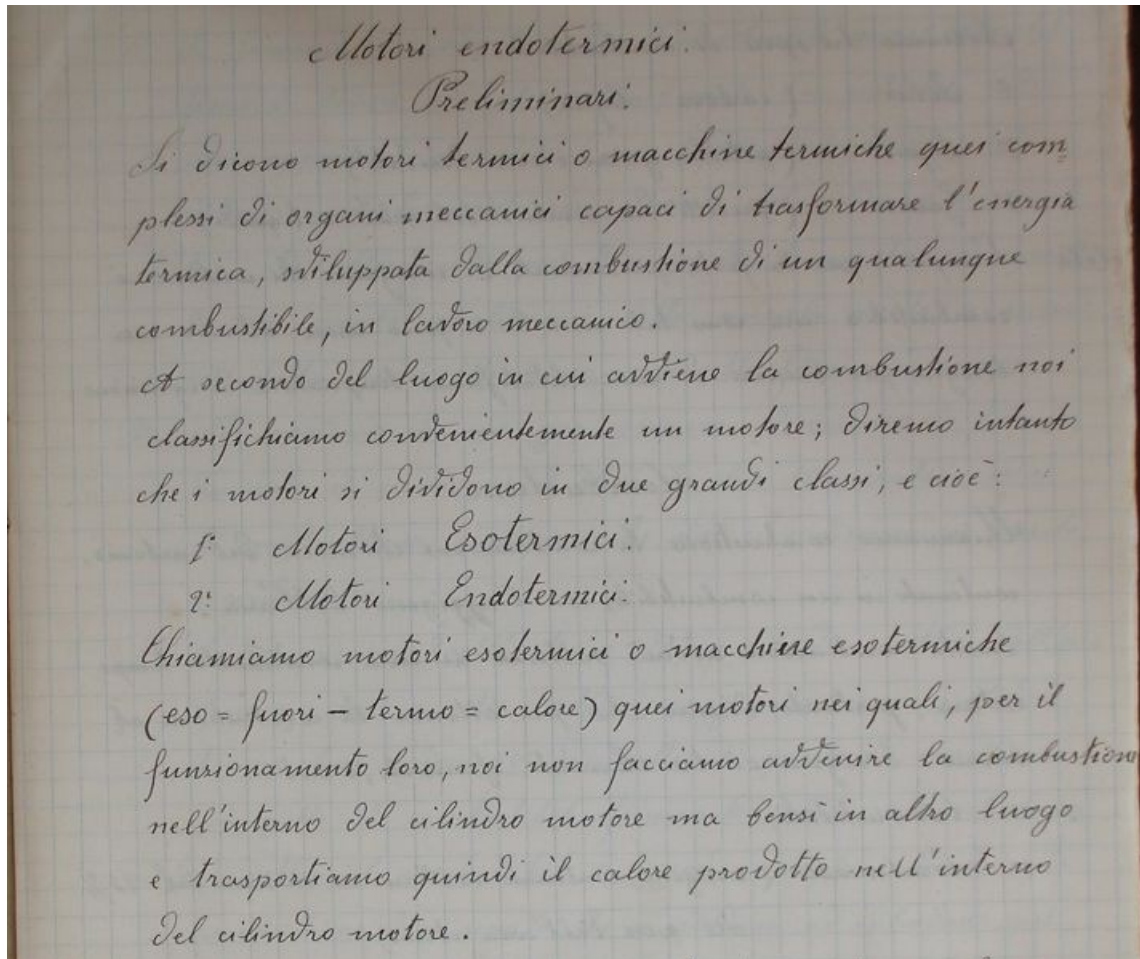 Motori endotermici.
Preliminari.
Si dicono motori termici o macchine termiche quei com=
plessi di organi meccanici capaci di trasformare l'energia
termica, sviluppata dalla combustione di un qualunque
combustibile, in lavoro meccanico.
A secondo del luogo in cui avviene la combustione noi
classifichiamo convenientemente un motore; diremo intanto
che i motori si dividono in due grandi classi, e cioè:
1º Motori Esotermici.
2º Motori Endotermici.
Chiamiamo motori esotermici o macchine esotermiche
(eso = fuori - termo = calore) quei motori nei quali, per il
funzionamento loro, noi non facciamo avvenire la combustione
nell'interno del cilindro motore ma bensì in altro luogo
e trasportiamo quindi il calore prodotto nell'interno
del cilindro motore.